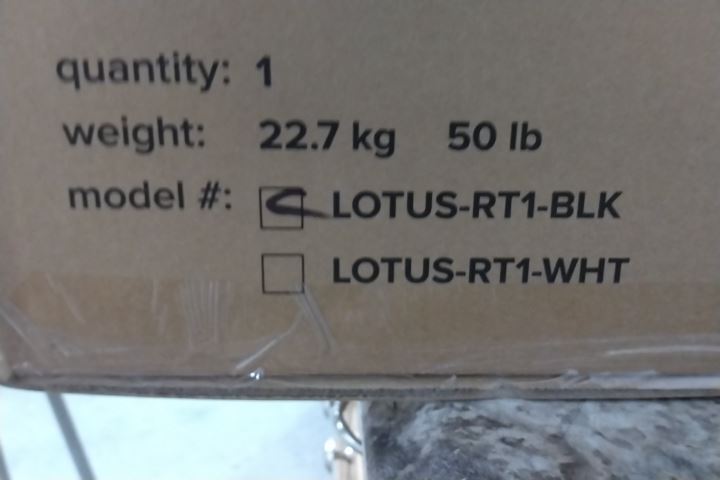 quantity: 1
weight: 22.7 kg 50 lb
model #: LOTUS-RT1-BLK
LOTUS-RT1-WHT